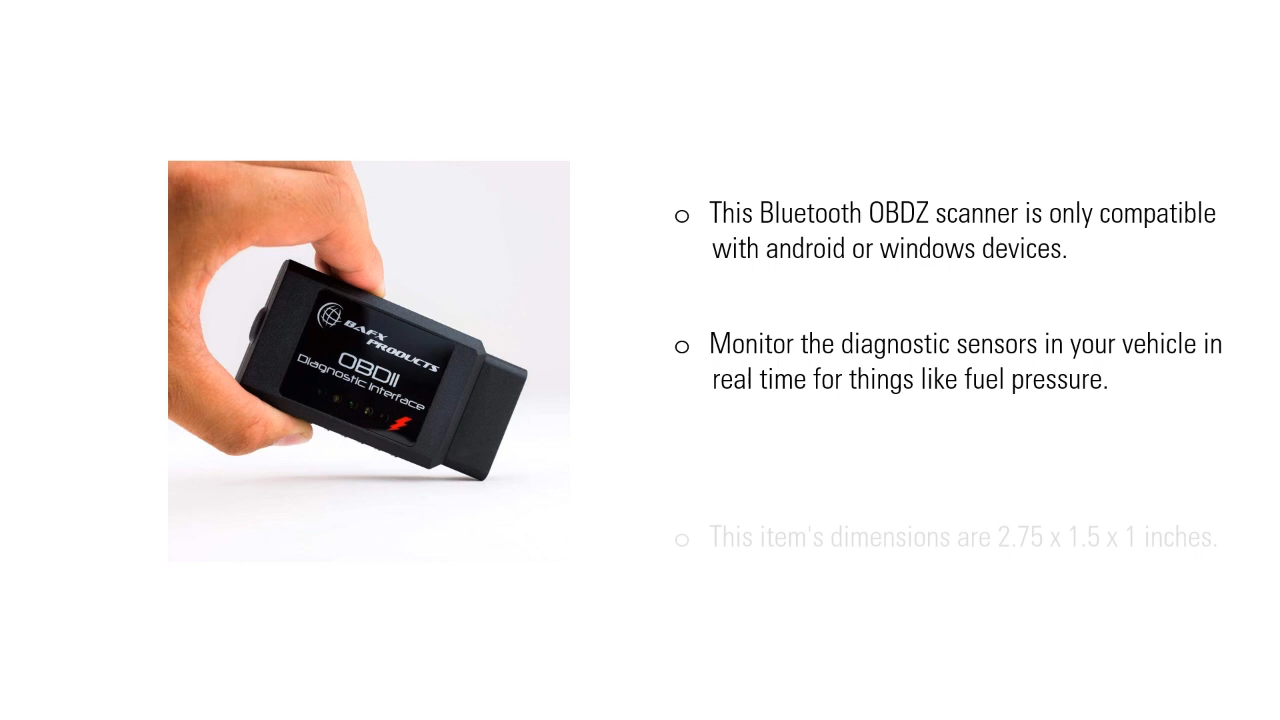 BAFX
PRODUCTS
OBDII
Diagnostic Interface
o This Bluetooth OBDZ scanner is only compatible
with android or windows devices.
o Monitor the diagnostic sensors in your vehicle in
real time for things like fuel pressure.
o This item's dimensions are 2.75 x 1.5 x 1 inches.